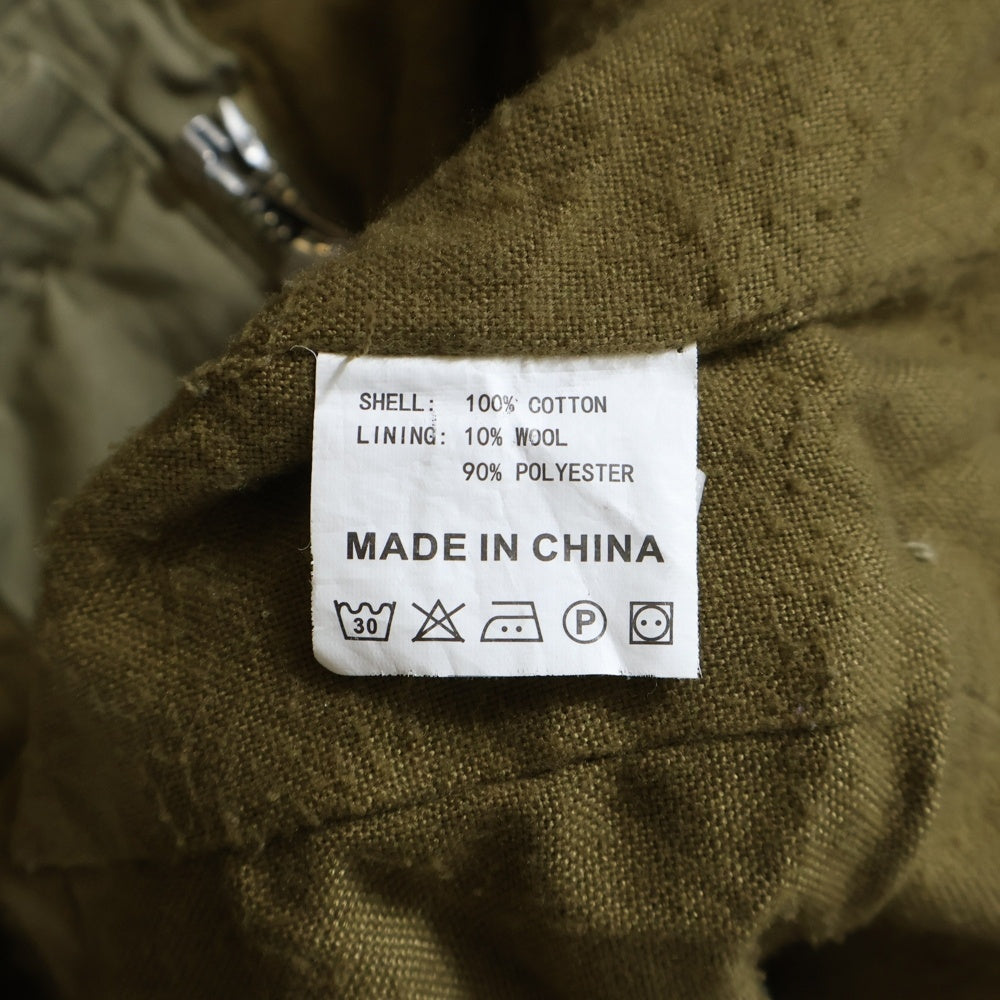 SHELL: 100% COTTON
LINING: 10% WOOL
90% POLYESTER
MADE IN CHINA
30 P